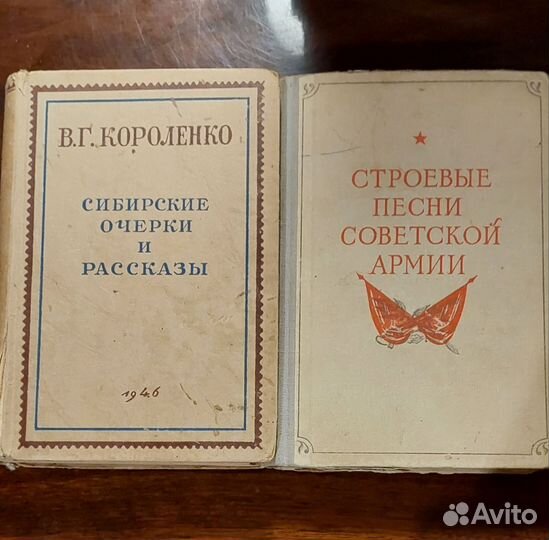 В.Г. КОРОЛЕНКО
СИБИРСКИЕ
ОЧЕРКИ
И
РАССКАЗЫ
1946
СТРОЕВЫЕ
ПЕСНИ
СОВЕТСКОЙ
АРМИИ
Avito